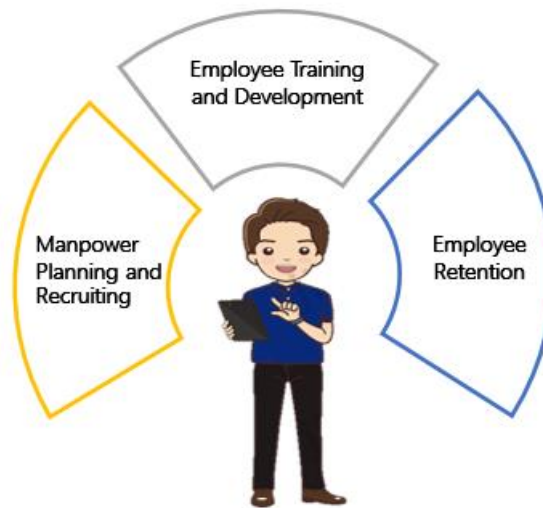 Employee Training
and Development
Manpower
Planning and
Recruiting
Employee
Retention